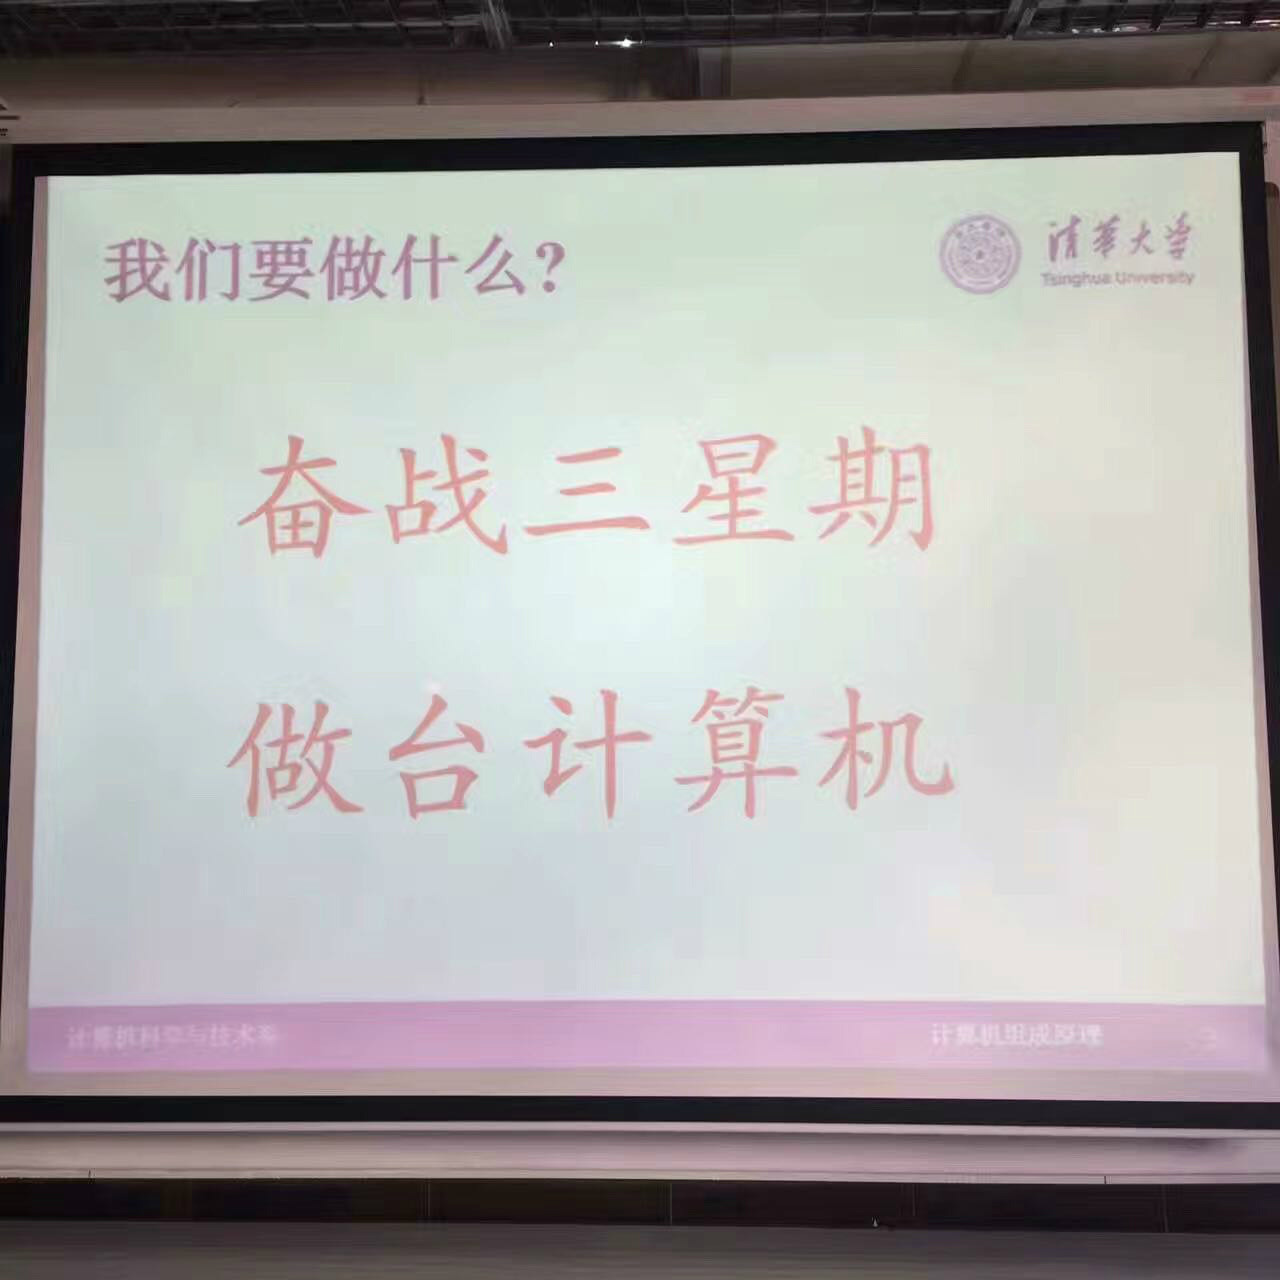 我们要做什么?
清华大学
Tsinghua University
奋战三星期
做台计算机
计算机科学与技术系
计算机组成原理